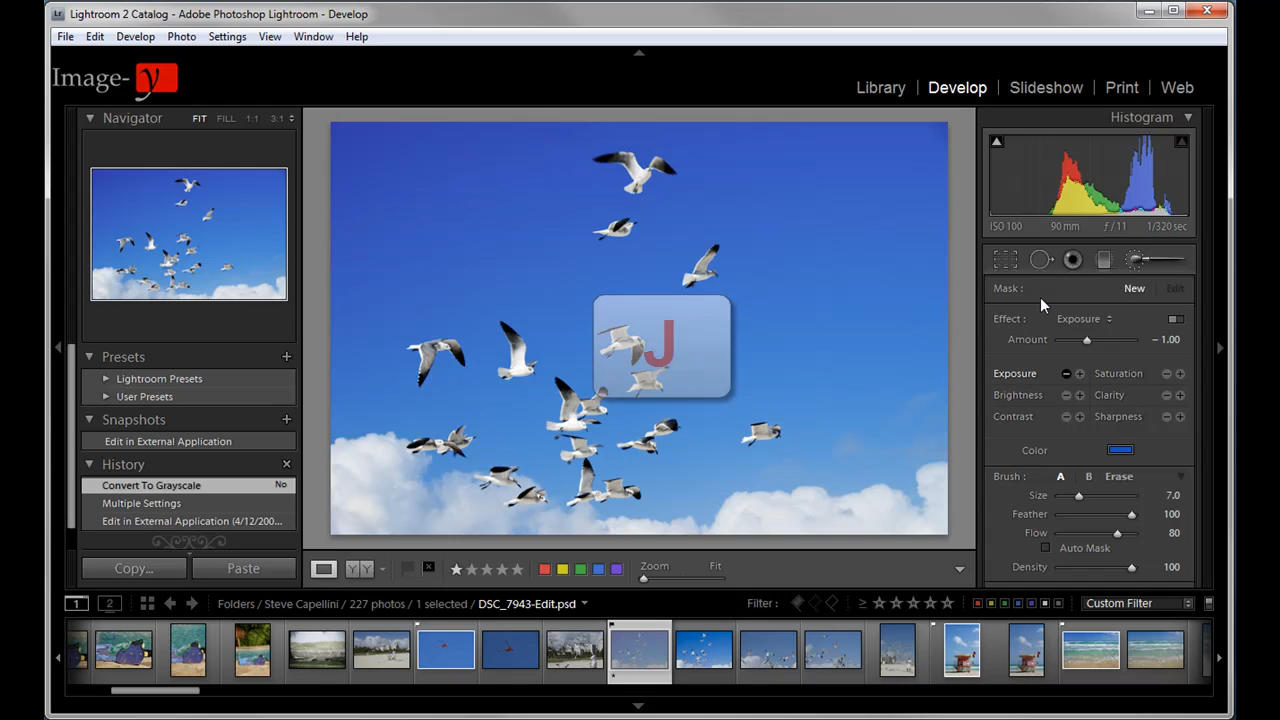 Lightroom 2 Catalog - Adobe Photoshop Lightroom - Develop
File Edit Develop Photo Settings View Window Help
Image-y
Library Develop Slideshow Print Web
Navigator FIT FILL 1:1 3:1
Histogram
ISO 100 90 mm ƒ / 11 1/320 sec
Mask : New Edit
Effect : Exposure
Amount − 1.00
Exposure Saturation
Brightness Clarity
Contrast Sharpness
Color
Brush : A B Erase
Size 7.0
Feather 100
Flow 80
Auto Mask
Density 100
J
Presets
Lightroom Presets
User Presets
Snapshots
Edit in External Application
History
Convert To Grayscale No
Multiple Settings
Edit in External Application (4/12/200...
Copy... Paste
YY
Zoom Fit
1 2 Folders / Steve Capellini / 227 photos / 1 selected / DSC_7943-Edit.psd
Filter : ≥ Custom Filter